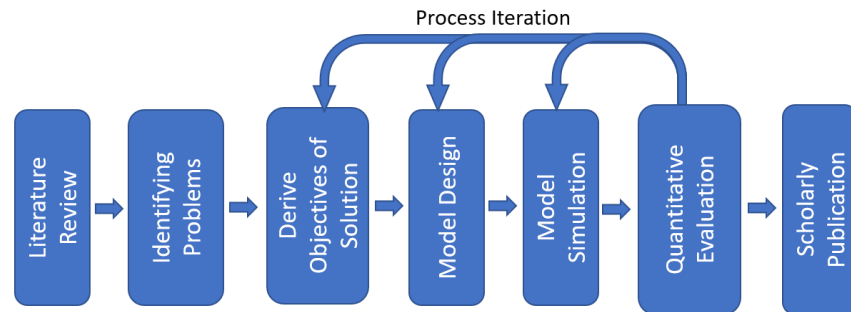 Process Iteration
Literature
Review
Identifying
Problems
Derive
Objectives of
Solution
Model Design
Model
Simulation
Quantitative
Evaluation
Scholarly
Publication